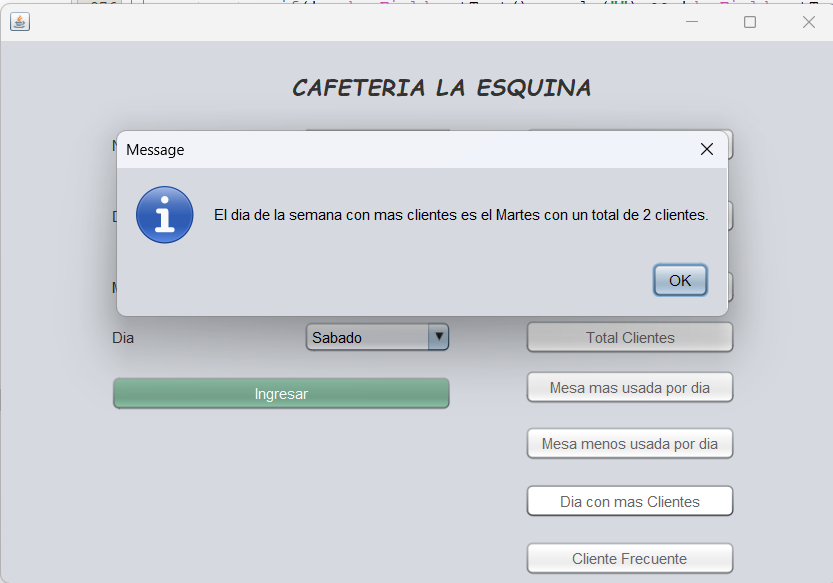 CAFETERIA LA ESQUINA
Message
El dia de la semana con mas clientes es el Martes con un total de 2 clientes.
OK
Dia
Sabado
Total Clientes
Ingresar
Mesa mas usada por dia
Mesa menos usada por dia
Dia con mas Clientes
Cliente Frecuente